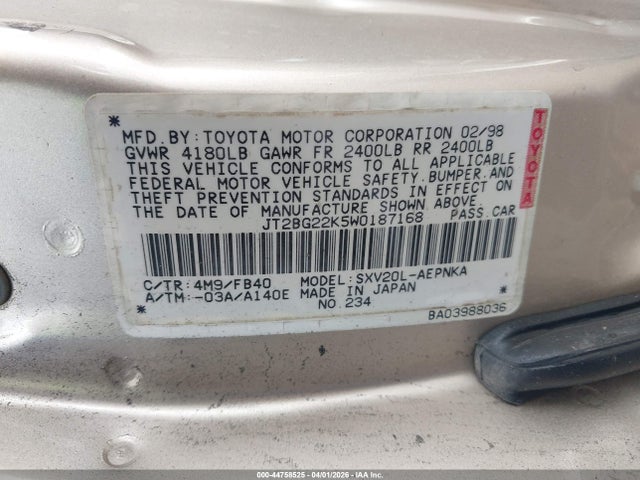 MFD. BY: TOYOTA MOTOR CORPORATION 02/98
GVWR 4180LB GAWR FR 2400LB RR 2400LB
THIS VEHICLE CONFORMS TO ALL APPLICABLE
FEDERAL MOTOR VEHICLE SAFETY, BUMPER, AND
THEFT PREVENTION STANDARDS IN EFFECT ON
THE DATE OF MANUFACTURE SHOWN ABOVE.
JT2BG22K5W0187168 PASS. CAR
TOYOTA
C/TR: 4M9/FB40 MODEL: SXV20L-AEPNKA
A/TM: -03A/A140E MADE IN JAPAN
NO. 234
BA03988036
000-44758525 - 04/01/2026 - IAAI.COM